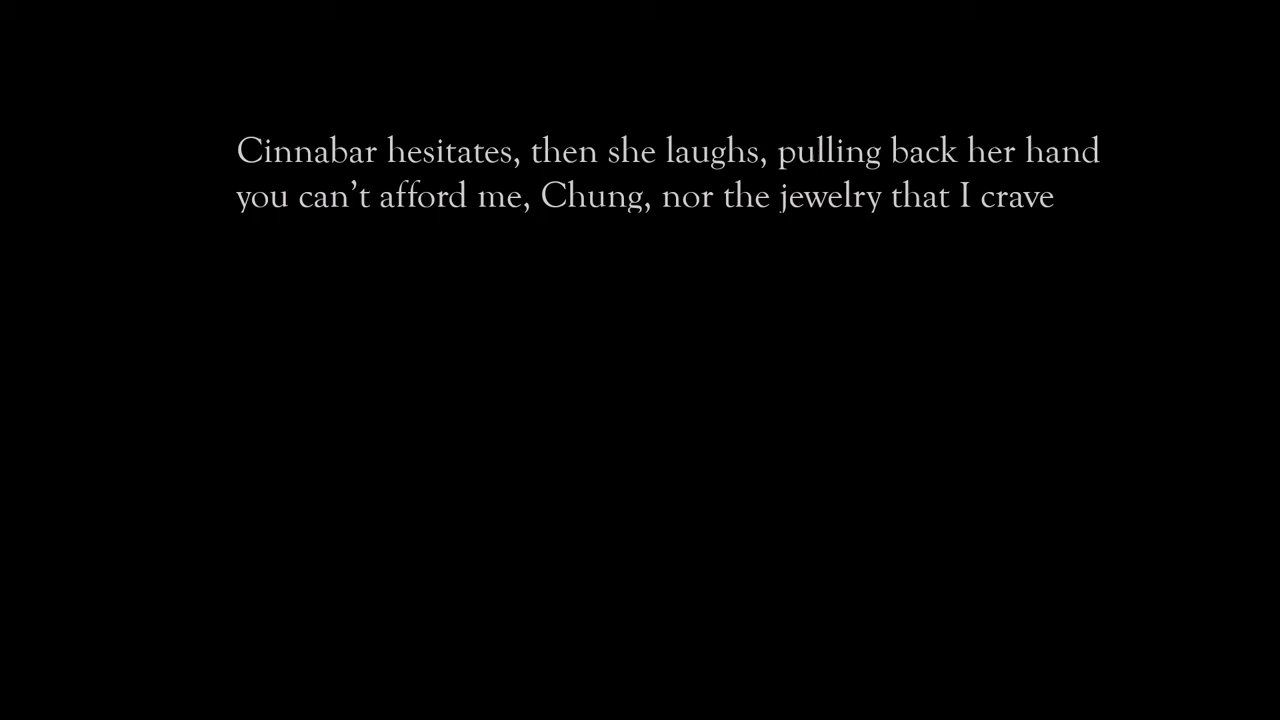 Cinnabar hesitates, then she laughs, pulling back her hand
you can’t afford me, Chung, nor the jewelry that I crave